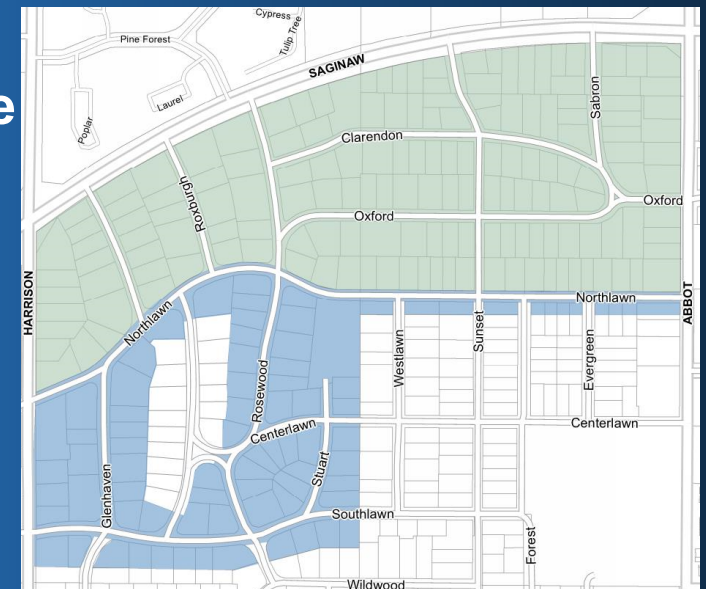 Cypress
Tulip Tree
Pine Forest
SAGINAW
Laurel
Poplar
Sabron
e
Clarendon
Roxburgh
Oxford
Oxford
HARRISON
Northlawn
Northlawn
ABBOT
Westlawn
Sunset
Evergreen
Rosewood
Centerlawn
Centerlawn
Stuart
Glenhaven
Southlawn
Forest
Wildwood